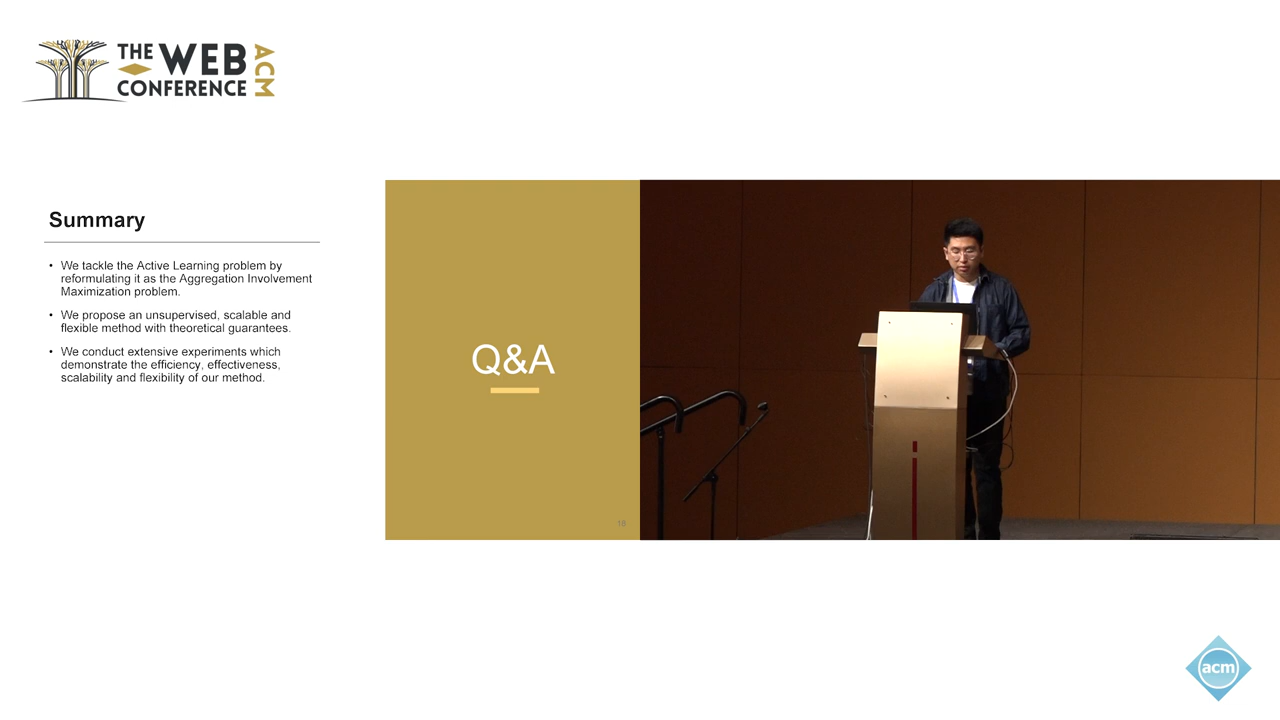 THE WEB
CONFERENCE
ACM
Summary
• We tackle the Active Learning problem by
reformulating it as the Aggregation Involvement
Maximization problem.
• We propose an unsupervised, scalable and
flexible method with theoretical guarantees.
• We conduct extensive experiments which
demonstrate the efficiency, effectiveness,
scalability and flexibility of our method.
Q&A
18
acm